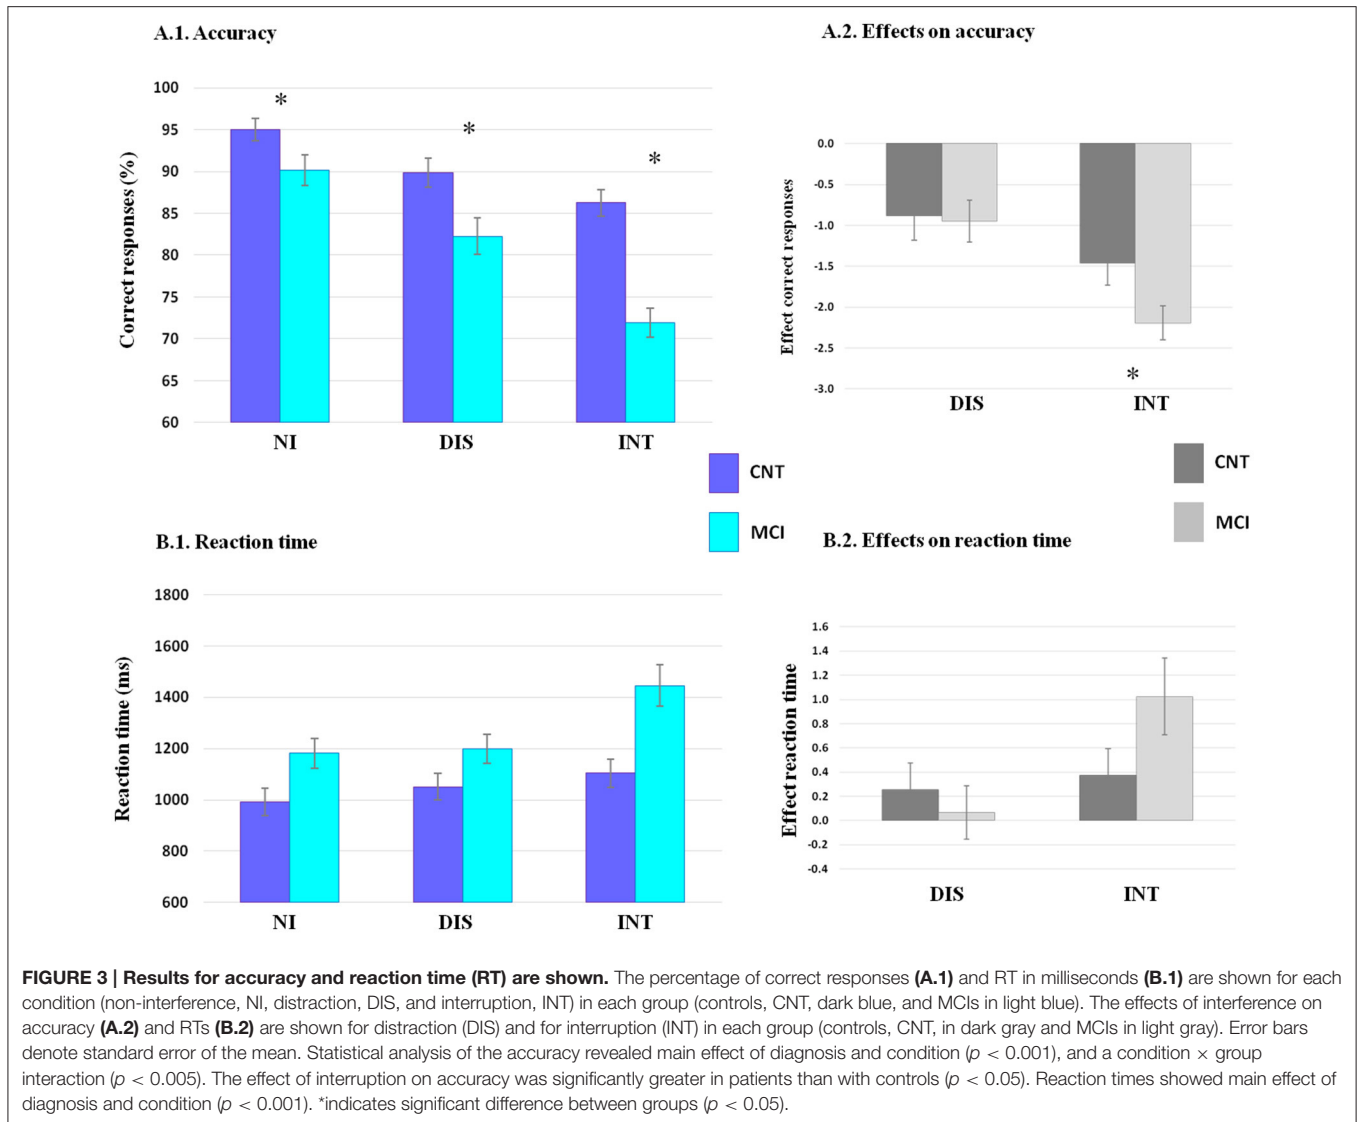 A.1. Accuracy
Correct responses (%)
100
95
90
85
80
75
70
65
60
*
*
*
NI
DIS
INT
CNT
MCI
A.2. Effects on accuracy
Effect correct responses
0.0
-0.5
-1.0
-1.5
-2.0
-2.5
-3.0
*
DIS
INT
CNT
MCI
B.1. Reaction time
Reaction time (ms)
1800
1600
1400
1200
1000
800
600
NI
DIS
INT
B.2. Effects on reaction time
Effect reaction time
1.6
1.4
1.2
1.0
0.8
0.6
0.4
0.2
0.0
-0.2
-0.4
DIS
INT
FIGURE 3 | Results for accuracy and reaction time (RT) are shown. The percentage of correct responses (A.1) and RT in milliseconds (B.1) are shown for each
condition (non-interference, NI, distraction, DIS, and interruption, INT) in each group (controls, CNT, dark blue, and MCIs in light blue). The effects of interference on
accuracy (A.2) and RTs (B.2) are shown for distraction (DIS) and for interruption (INT) in each group (controls, CNT, in dark gray and MCIs in light gray). Error bars
denote standard error of the mean. Statistical analysis of the accuracy revealed main effect of diagnosis and condition (p < 0.001), and a condition × group
interaction (p < 0.005). The effect of interruption on accuracy was significantly greater in patients than with controls (p < 0.05). Reaction times showed main effect of
diagnosis and condition (p < 0.001). *indicates significant difference between groups (p < 0.05).